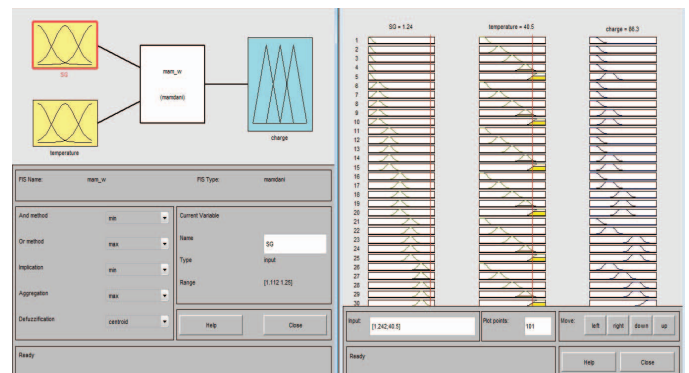 SG
temperature
mam_w
(mamdani)
charge
FIS Name: mam_w FIS Type: mamdani
And method min
Or method max
Implication min
Aggregation max
Defuzzification centroid
Current Variable
Name SG
Type input
Range [1.112 1.25]
Help Close
Ready
SG = 1.24 temperature = 40.5 charge = 86.3
1
2
3
4
5
6
7
8
9
10
11
12
13
14
15
16
17
18
19
20
21
22
23
24
25
26
27
28
29
30
Input: [1.242;40.5] Plot points: 101 Move: left right down up
Ready
Help Close